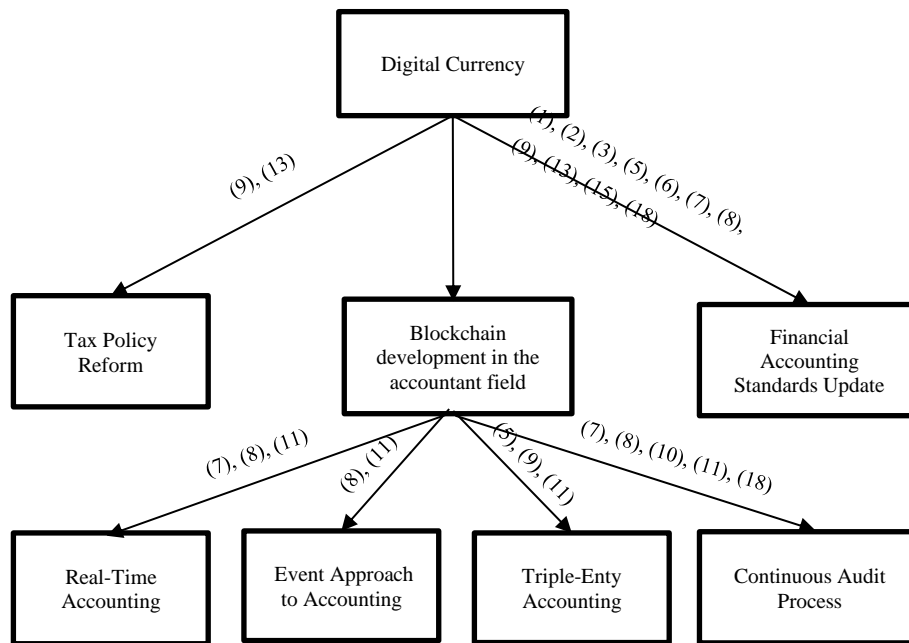 Digital Currency
(1), (2), (3), (5), (6), (7), (8),
(9), (13), (15), (18)
(9), (13)
Tax Policy
Reform
Blockchain
development in the
accountant field
Financial
Accounting
Standards Update
(7), (8), (11)
(8), (11)
(5), (9), (11)
(7), (8), (10), (11), (18)
Real-Time
Accounting
Event Approach
to Accounting
Triple-Enty
Accounting
Continuous Audit
Process